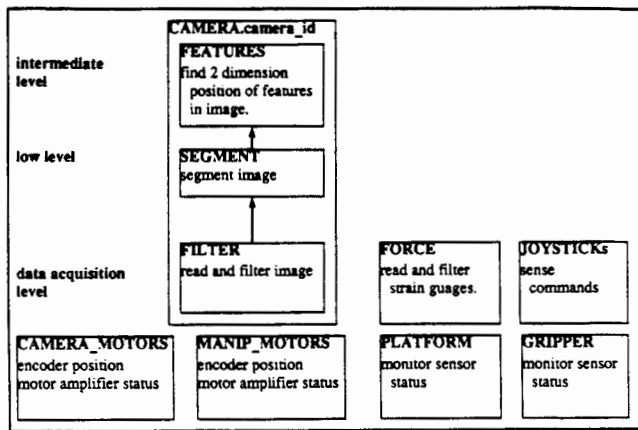 CAMERA.camera_id
intermediate
level
FEATURES
find 2 dimension
position of features
in image.
low level
SEGMENT
segment image
data acquisition
level
FILTER
read and filter image
FORCE
read and filter
strain guages.
JOYSTICKs
sense
commands
CAMERA_MOTORS
encoder position
motor amplifier status
MANIP_MOTORS
encoder position
motor amplifier status
PLATFORM
monitor sensor
status
GRIPPER
monitor sensor
status